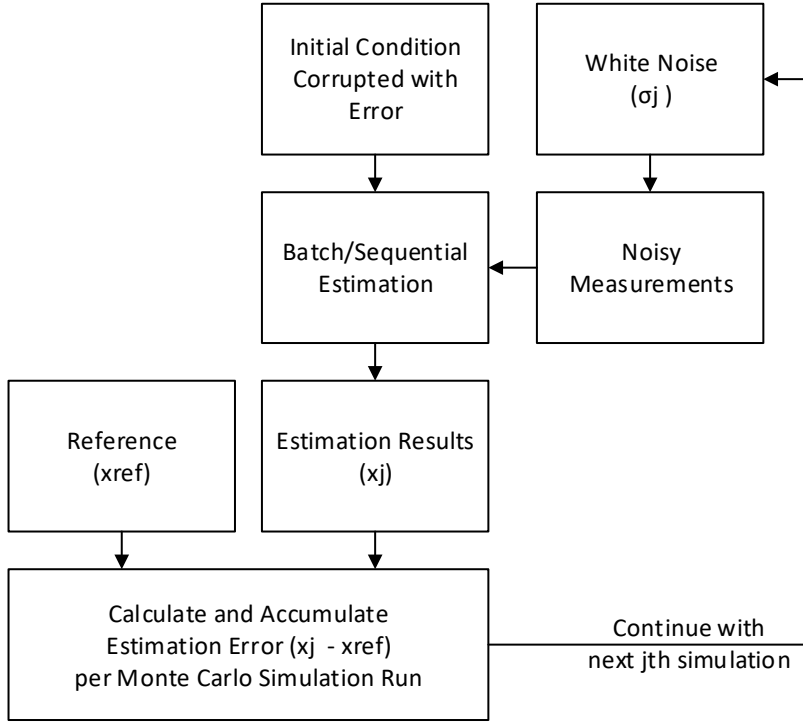 Initial Condition
Corrupted with
Error
White Noise
(σj )
Batch/Sequential
Estimation
Noisy
Measurements
Reference
(xref)
Estimation Results
(xj)
Calculate and Accumulate
Estimation Error (xj  - xref)
per Monte Carlo Simulation Run
Continue with
next jth simulation